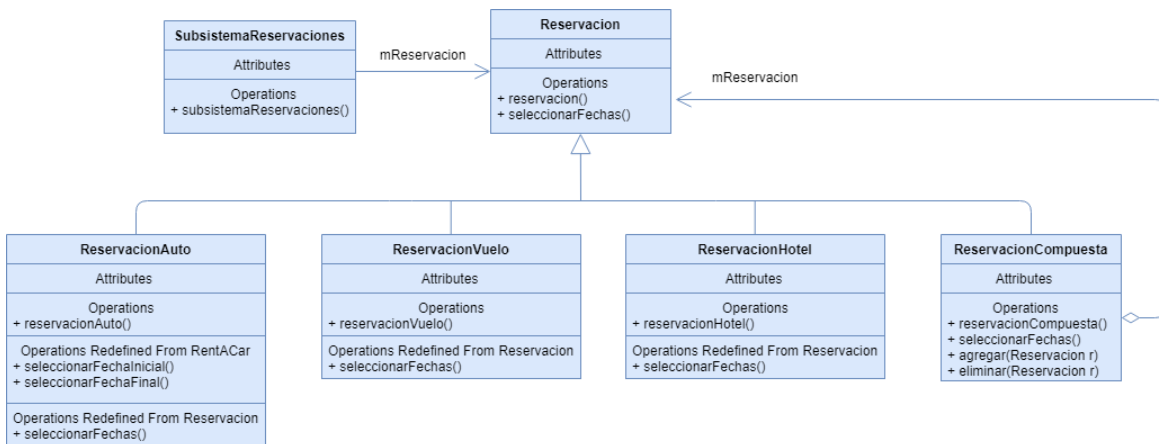 SubsistemaReservaciones
Attributes
Operations
+ subsistemaReservaciones()
mReservacion
Reservacion
Attributes
Operations
+ reservacion()
+ seleccionarFechas()
mReservacion
ReservacionAuto
Attributes
Operations
+ reservacionAuto()
Operations Redefined From RentACar
+ seleccionarFechaInicial()
+ seleccionarFechaFinal()
Operations Redefined From Reservacion
+ seleccionarFechas()
ReservacionVuelo
Attributes
Operations
+ reservacionVuelo()
Operations Redefined From Reservacion
+ seleccionarFechas()
ReservacionHotel
Attributes
Operations
+ reservacionHotel()
Operations Redefined From Reservacion
+ seleccionarFechas()
ReservacionCompuesta
Attributes
Operations
+ reservacionCompuesta()
+ seleccionarFechas()
+ agregar(Reservacion r)
+ eliminar(Reservacion r)